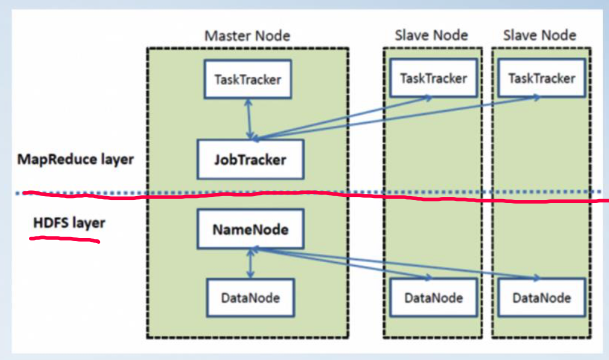 Master Node
Slave Node
Slave Node
TaskTracker
TaskTracker
TaskTracker
MapReduce layer
JobTracker
HDFS layer
NameNode
DataNode
DataNode
DataNode